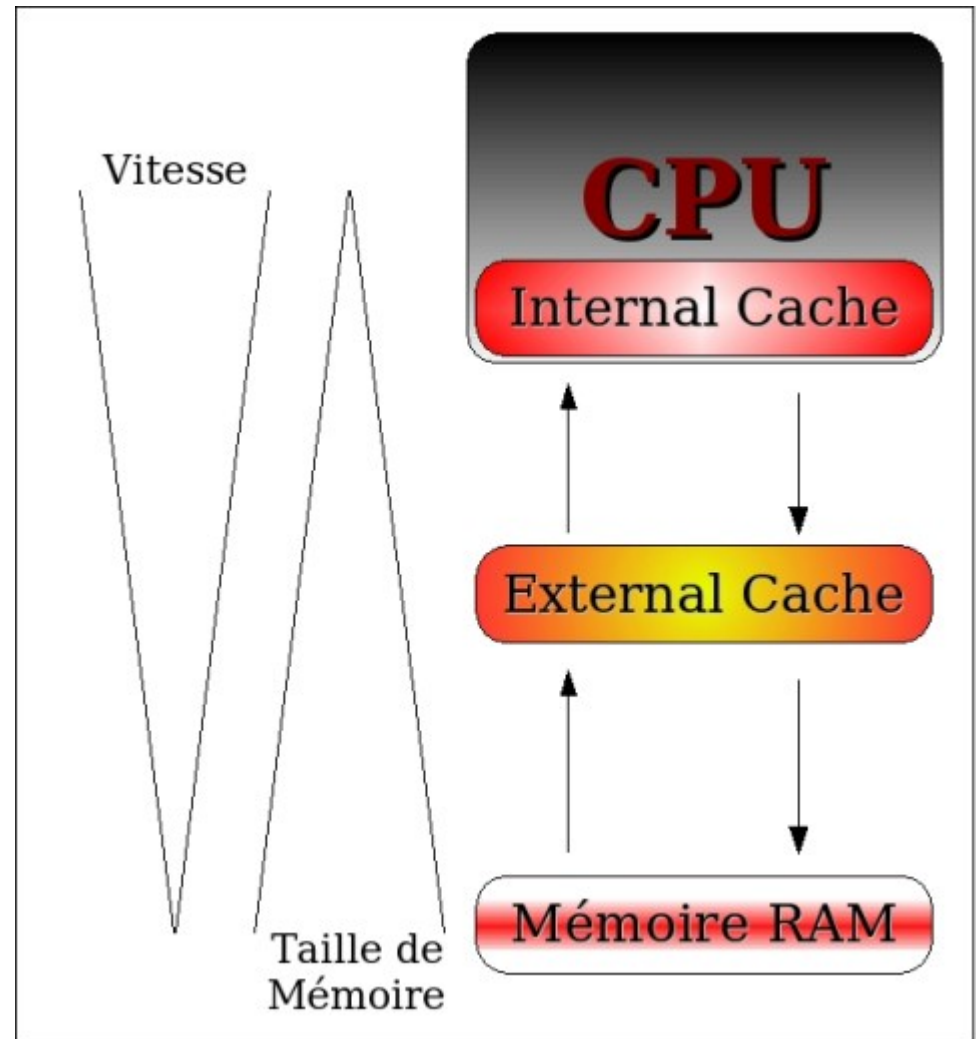 Vitesse
CPU
Internal Cache
External Cache
Mémoire RAM
Taille de
Mémoire